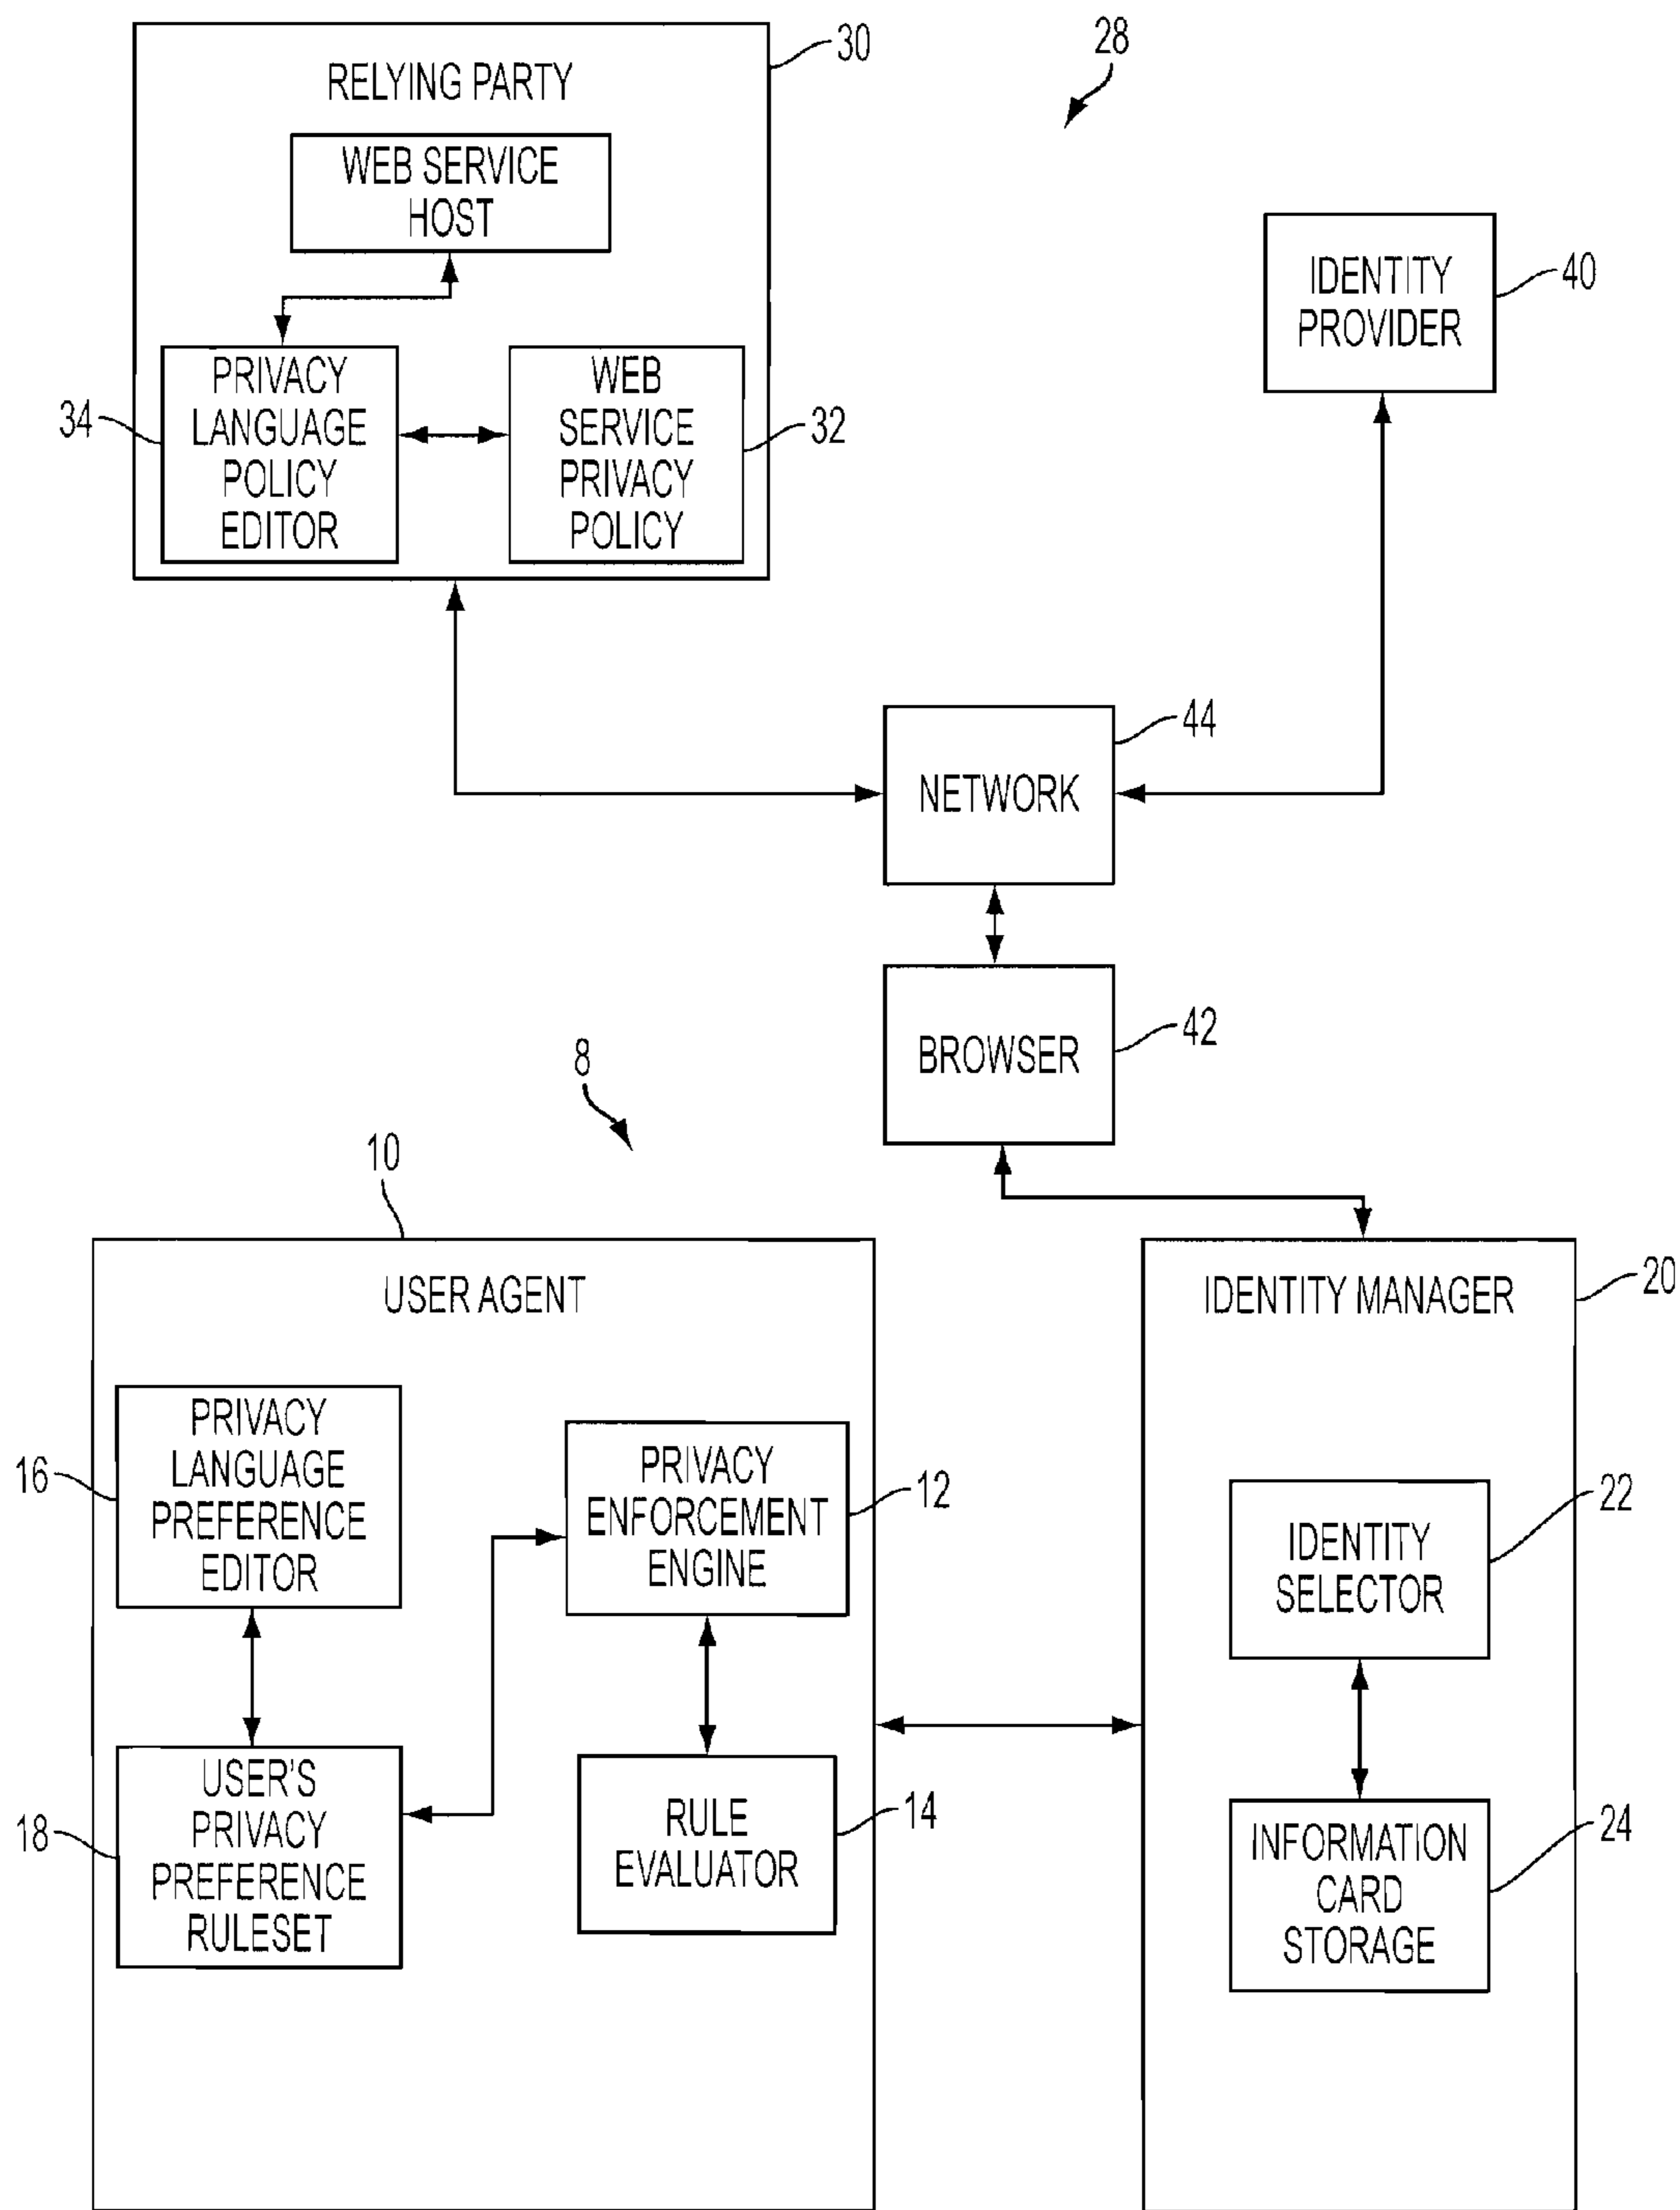 30
28
RELYING PARTY
WEB SERVICE
HOST
IDENTITY
PROVIDER
40
34
PRIVACY
LANGUAGE
POLICY
EDITOR
WEB
SERVICE
PRIVACY
POLICY
32
44
NETWORK
42
BROWSER
8
10
USER AGENT
IDENTITY MANAGER
20
16
PRIVACY
LANGUAGE
PREFERENCE
EDITOR
PRIVACY
ENFORCEMENT
ENGINE
12
22
IDENTITY
SELECTOR
18
USER'S
PRIVACY
PREFERENCE
RULESET
RULE
EVALUATOR
14
INFORMATION
CARD
STORAGE
24